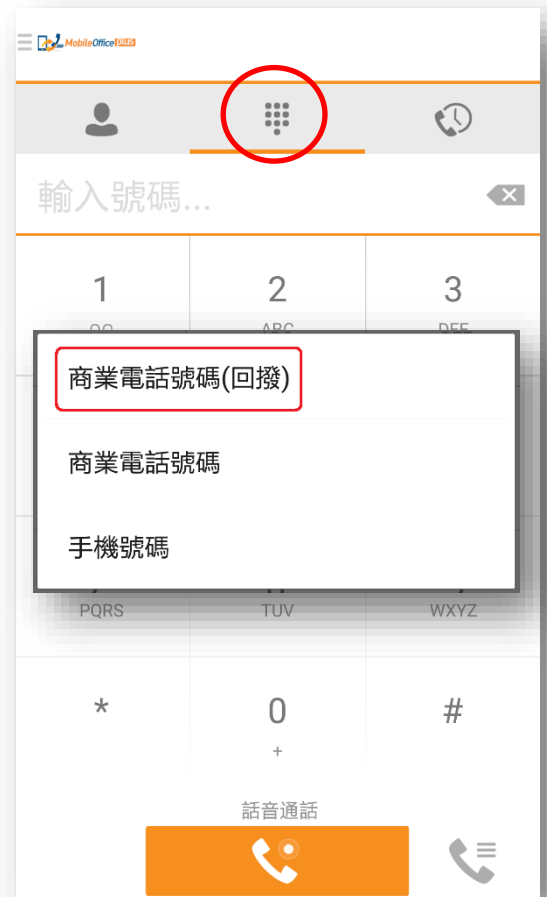 MobileOffice PLUS
輸入號碼...
1
2
3
ABC
DEF
商業電話號碼(回撥)
商業電話號碼
手機號碼
PQRS
TUV
WXYZ
*
0
#
+
話音通話